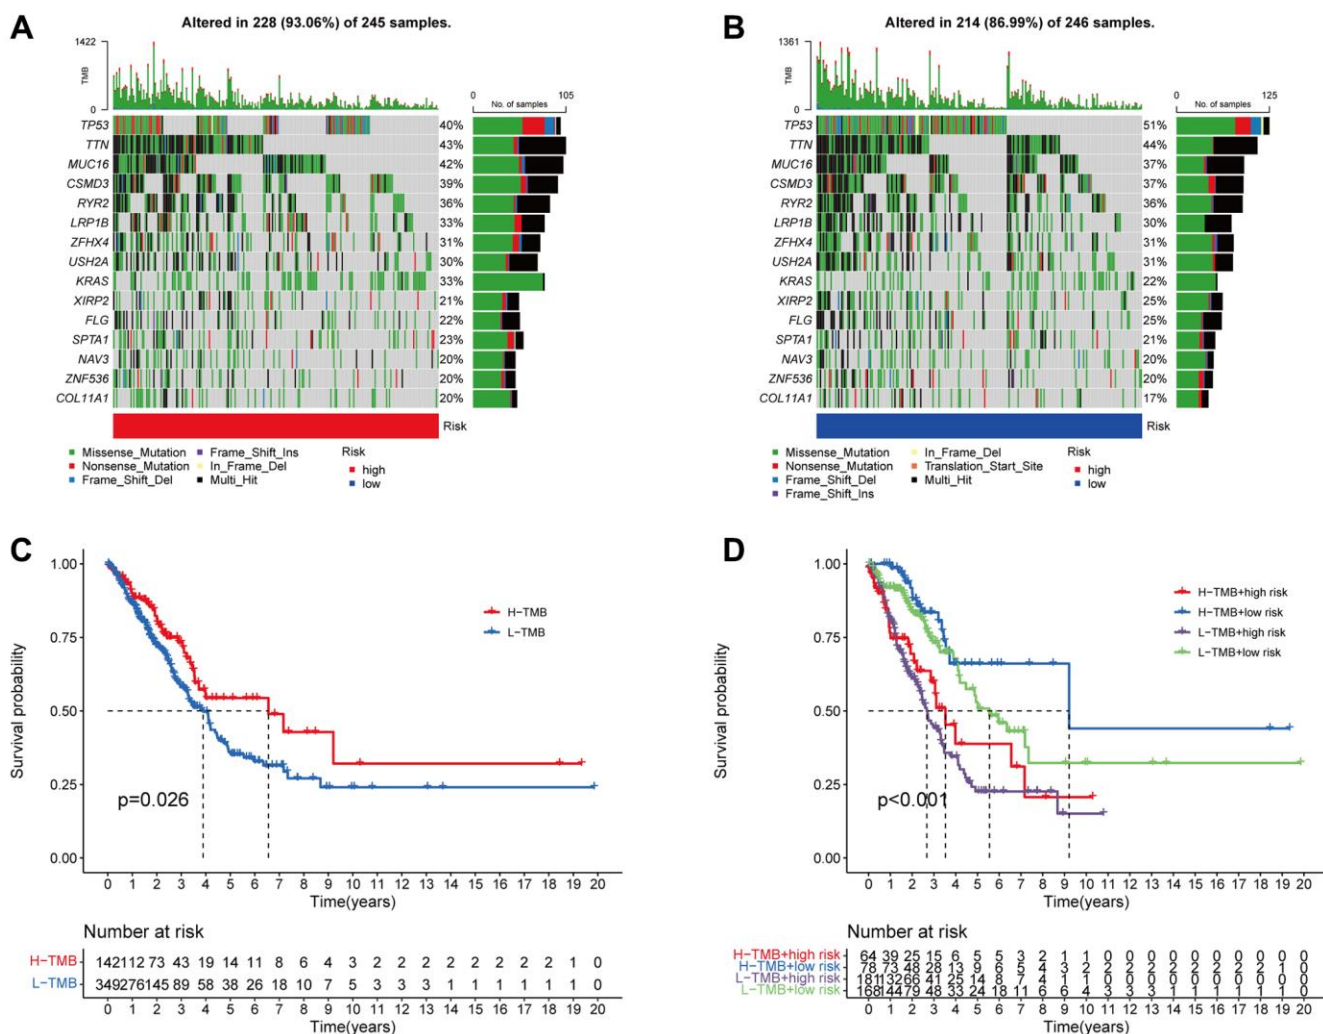 A
Altered in 228 (93.06%) of 245 samples.
1422
TMB
0
0 105
No. of samples
TP53 40%
TTN 43%
MUC16 42%
CSMD3 39%
RYR2 36%
LRP1B 33%
ZFHX4 31%
USH2A 30%
KRAS 33%
XIRP2 21%
FLG 22%
SPTA1 23%
NAV3 20%
ZNF536 20%
COL11A1 20%
Risk
Missense_Mutation Frame_Shift_Ins Risk
Nonsense_Mutation In_Frame_Del high
Frame_Shift_Del Multi_Hit low
B
Altered in 214 (86.99%) of 246 samples.
1361
TMB
0
0 125
No. of samples
TP53 51%
TTN 44%
MUC16 37%
CSMD3 37%
RYR2 36%
LRP1B 30%
ZFHX4 31%
USH2A 31%
KRAS 22%
XIRP2 25%
FLG 25%
SPTA1 21%
NAV3 20%
ZNF536 20%
COL11A1 17%
Risk
Missense_Mutation In_Frame_Del Risk
Nonsense_Mutation Translation_Start_Site high
Frame_Shift_Del Multi_Hit low
Frame_Shift_Ins
C
1.00
0.75
0.50
0.25
0.00
Survival probability
H-TMB
L-TMB
p=0.026
0 1 2 3 4 5 6 7 8 9 10 11 12 13 14 15 16 17 18 19 20
Time(years)
Number at risk
H-TMB 142 112 73 43 19 14 11 8 6 4 3 2 2 2 2 2 2 2 2 1 0
L-TMB 349 276 145 89 58 38 26 18 10 7 5 3 3 3 1 1 1 1 1 1 0
0 1 2 3 4 5 6 7 8 9 10 11 12 13 14 15 16 17 18 19 20
Time(years)
D
1.00
0.75
0.50
0.25
0.00
Survival probability
H-TMB+high risk
H-TMB+low risk
L-TMB+high risk
L-TMB+low risk
p<0.001
0 1 2 3 4 5 6 7 8 9 10 11 12 13 14 15 16 17 18 19 20
Time(years)
Number at risk
H-TMB+high risk 64 39 25 15 6 5 5 3 2 1 1 0 0 0 0 0 0 0 0 0 0
H-TMB+low risk 78 73 48 28 13 9 6 5 4 3 2 2 2 2 2 2 2 2 2 1 0
L-TMB+high risk 181 132 66 41 25 14 8 7 4 1 1 0 0 0 0 0 0 0 0 0 0
L-TMB+low risk 168 144 79 48 33 24 18 11 6 6 4 3 3 3 1 1 1 1 1 1 0
0 1 2 3 4 5 6 7 8 9 10 11 12 13 14 15 16 17 18 19 20
Time(years)